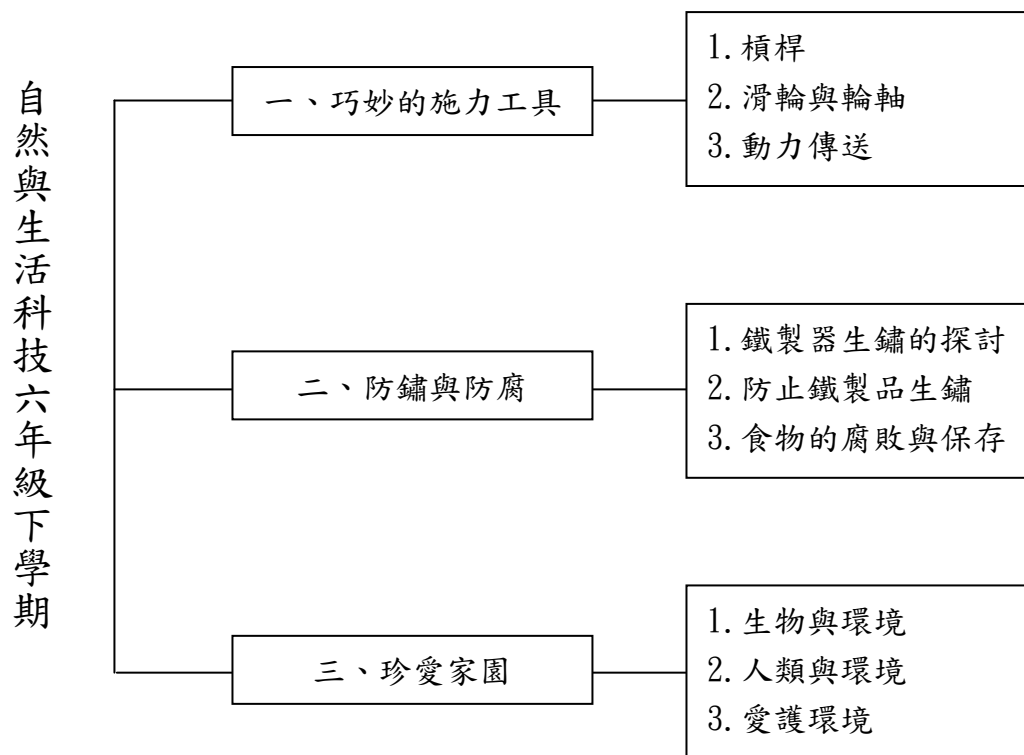 自然與生活科技六年級下學期
一、巧妙的施力工具
1.槓桿
2.滑輪與輪軸
3.動力傳送
二、防鏽與防腐
1.鐵製器生鏽的探討
2.防止鐵製品生鏽
3.食物的腐敗與保存
三、珍愛家園
1.生物與環境
2.人類與環境
3.愛護環境